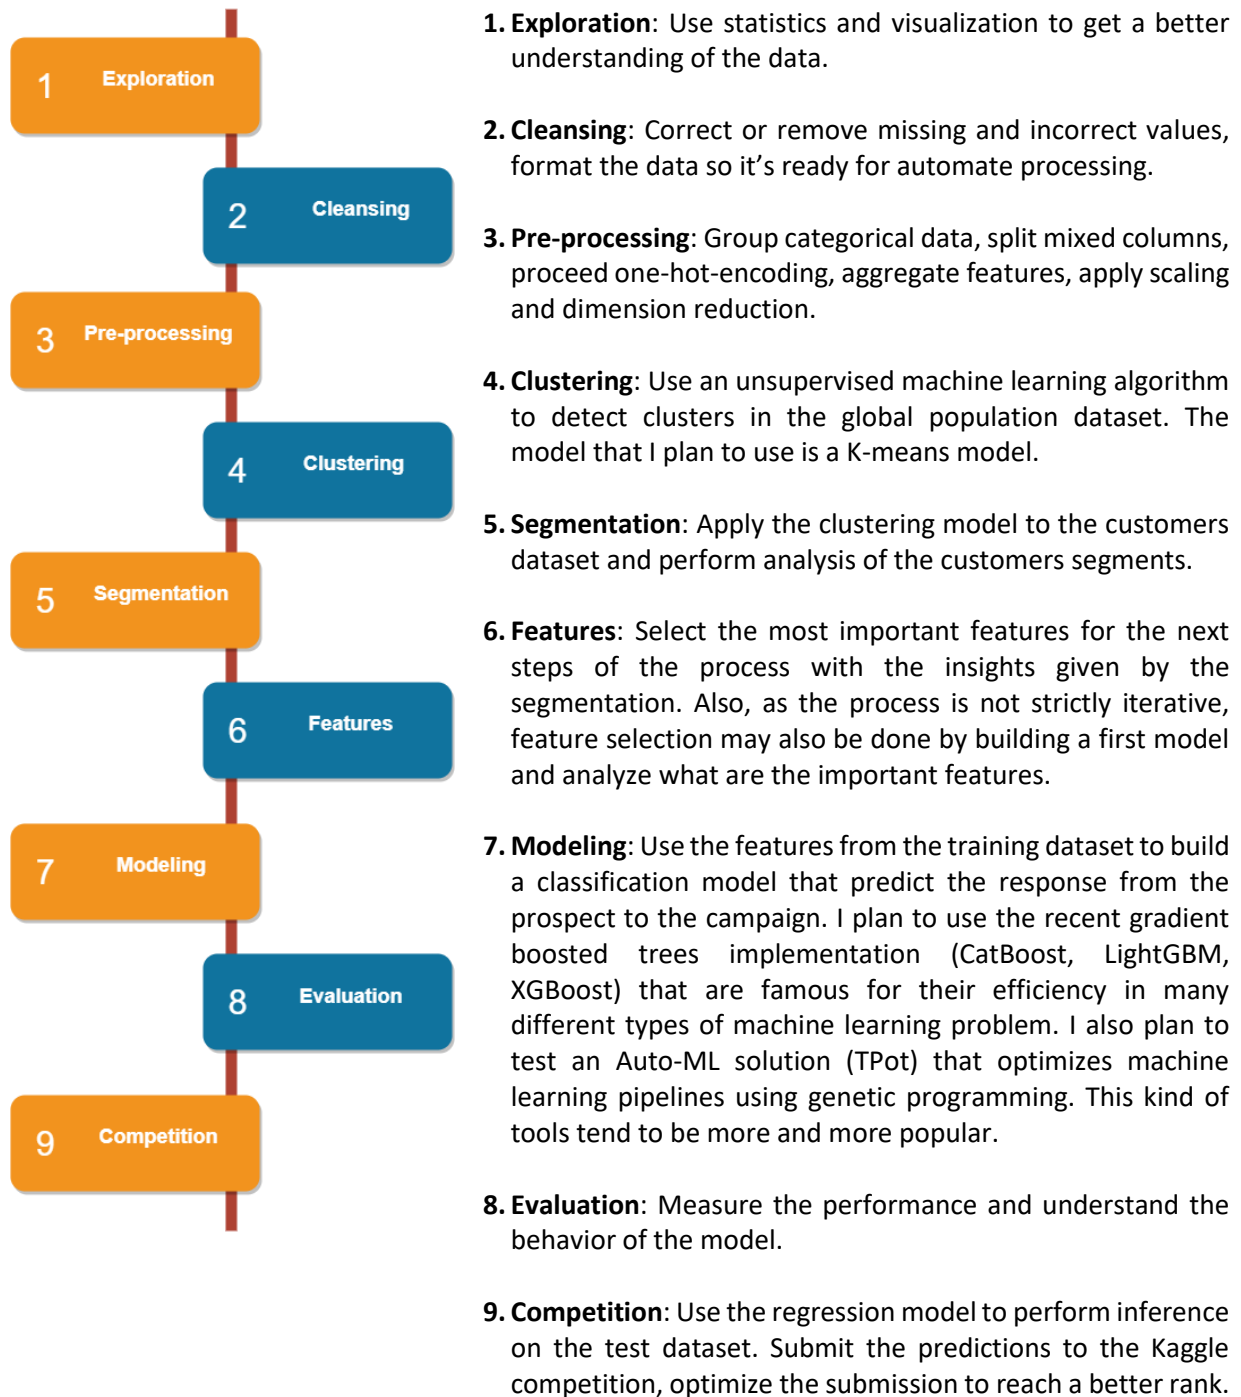 1
Exploration
2
Cleansing
3
Pre-processing
4
Clustering
5
Segmentation
6
Features
7
Modeling
8
Evaluation
9
Competition
1. Exploration: Use statistics and visualization to get a better
understanding of the data.
2. Cleansing: Correct or remove missing and incorrect values,
format the data so it’s ready for automate processing.
3. Pre-processing: Group categorical data, split mixed columns,
proceed one-hot-encoding, aggregate features, apply scaling
and dimension reduction.
4. Clustering: Use an unsupervised machine learning algorithm
to detect clusters in the global population dataset. The
model that I plan to use is a K-means model.
5. Segmentation: Apply the clustering model to the customers
dataset and perform analysis of the customers segments.
6. Features: Select the most important features for the next
steps of the process with the insights given by the
segmentation. Also, as the process is not strictly iterative,
feature selection may also be done by building a first model
and analyze what are the important features.
7. Modeling: Use the features from the training dataset to build
a classification model that predict the response from the
prospect to the campaign. I plan to use the recent gradient
boosted trees implementation (CatBoost, LightGBM,
XGBoost) that are famous for their efficiency in many
different types of machine learning problem. I also plan to
test an Auto-ML solution (TPot) that optimizes machine
learning pipelines using genetic programming. This kind of
tools tend to be more and more popular.
8. Evaluation: Measure the performance and understand the
behavior of the model.
9. Competition: Use the regression model to perform inference
on the test dataset. Submit the predictions to the Kaggle
competition, optimize the submission to reach a better rank.